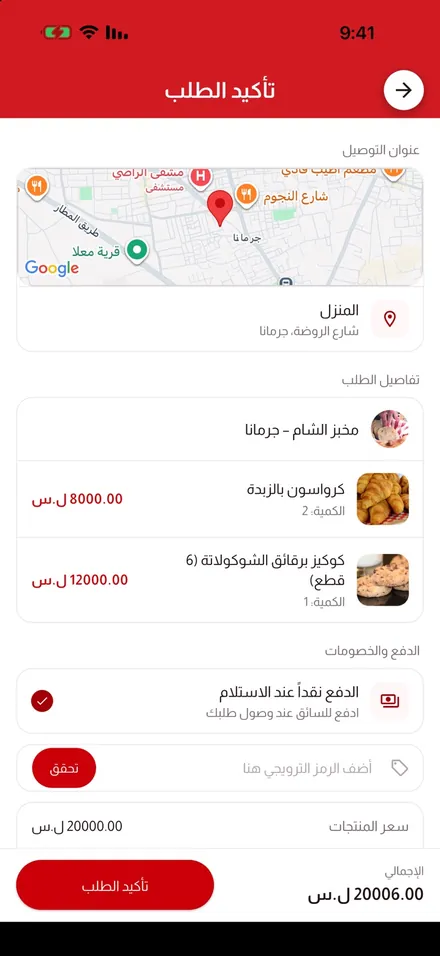 9:41
تأكيد الطلب
عنوان التوصيل
مشفى الراضي
مستشفى
شارع النجوم
طريق المطار
جرمانا
قرية معلا
Google
المنزل
شارع الروضة، جرمانا
تفاصيل الطلب
مخبز الشام – جرمانا
كرواسون بالزبدة
الكمية: 2
8000.00 ل.س
كوكيز برقائق الشوكولاتة (6
قطع)
الكمية: 1
12000.00 ل.س
الدفع والخصومات
الدفع نقداً عند الاستلام
ادفع للسائق عند وصول طلبك
أضف الرمز الترويجي هنا
تحقق
سعر المنتجات
20000.00 ل.س
الإجمالي
20006.00 ل.س
تأكيد الطلب